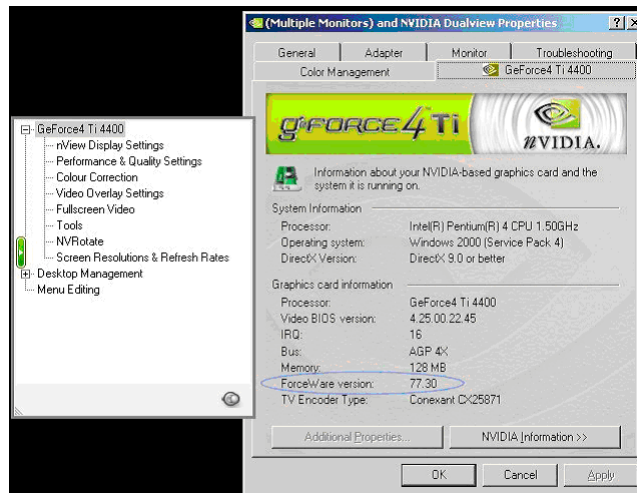 (Multiple Monitors) and NVIDIA Dualview Properties
General Adapter Monitor Troubleshooting
Color Management GeForce4 Ti 4400
GeFORCE4 Ti
NVIDIA.
Information about your NVIDIA-based graphics card and the
system it is running on.
System Information
Processor: Intel(R) Pentium(R) 4 CPU 1.50GHz
Operating system: Windows 2000 (Service Pack 4)
DirectX Version: DirectX 9.0 or better
Graphics card information
Processor: GeForce4 Ti 4400
Video BIOS version: 4.25.00.22.45
IRQ: 16
Bus: AGP 4X
Memory: 128 MB
ForceWare version: 77.30
TV Encoder Type: Conexant CX25871
Additional Properties... NVIDIA Information >>
OK Cancel Apply
GeForce4 Ti 4400
nView Display Settings
Performance & Quality Settings
Colour Correction
Video Overlay Settings
Fullscreen Video
Tools
NVRotate
Screen Resolutions & Refresh Rates
Desktop Management
Menu Editing